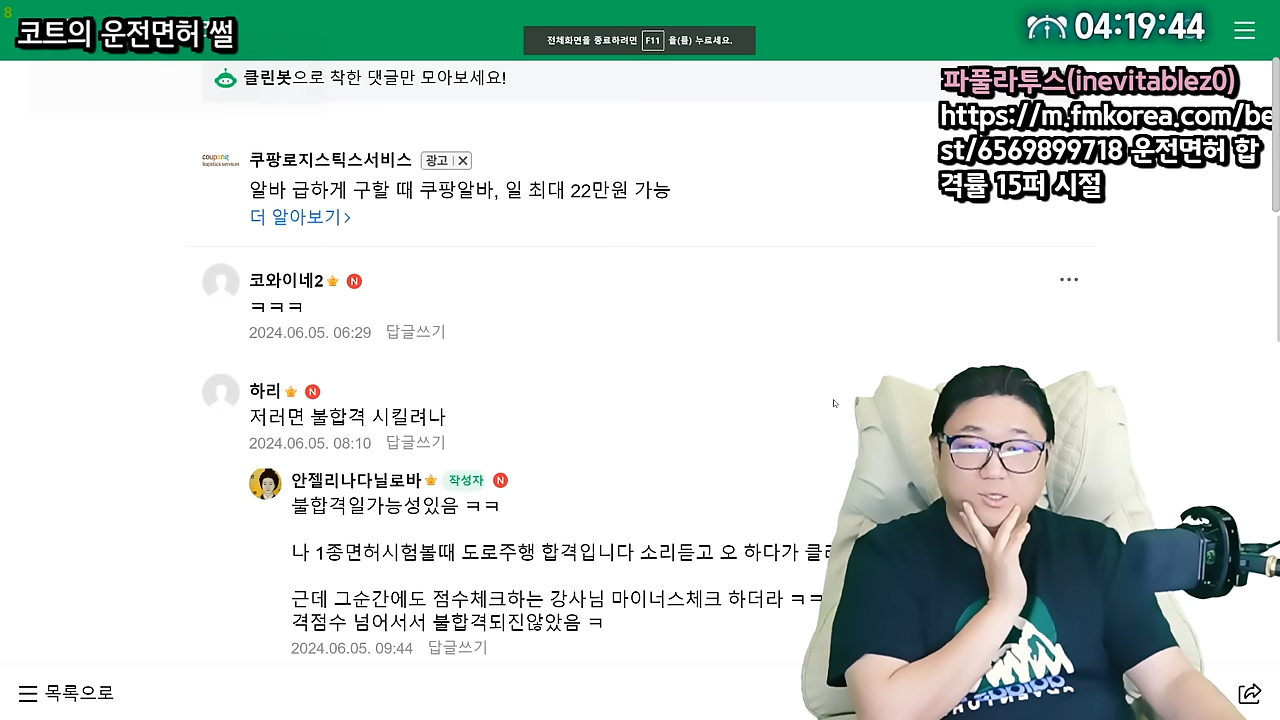 8
코트의 운전면허 썰
전체화면을 종료하려면 F11 을(를) 누르세요.
04:19:44
파풀라투스(inevitablez0)
https://m.fmkorea.com/be
st/6569899718 운전면허 합
격률 15퍼 시절
클린봇으로 착한 댓글만 모아보세요!
coupang
logistics services
쿠팡로지스틱스서비스 광고 X
알바 급하게 구할 때 쿠팡알바, 일 최대 22만원 가능
더 알아보기 >
코와이네2 N
ㅋㅋㅋ
2024.06.05. 06:29 답글쓰기
하리 N
저러면 불합격 시킬려나
2024.06.05. 08:10 답글쓰기
안젤리나다닐로바 작성자 N
불합격일가능성있음 ㅋㅋ
나 1종면허시험볼때 도로주행 합격입니다 소리듣고 오 하다가
근데 그순간에도 점수체크하는 강사님 마이너스체크 하더라 ㅋㅋ
격점수 넘어서서 불합격되진않았음 ㅋ
2024.06.05. 09:44 답글쓰기
목록으로